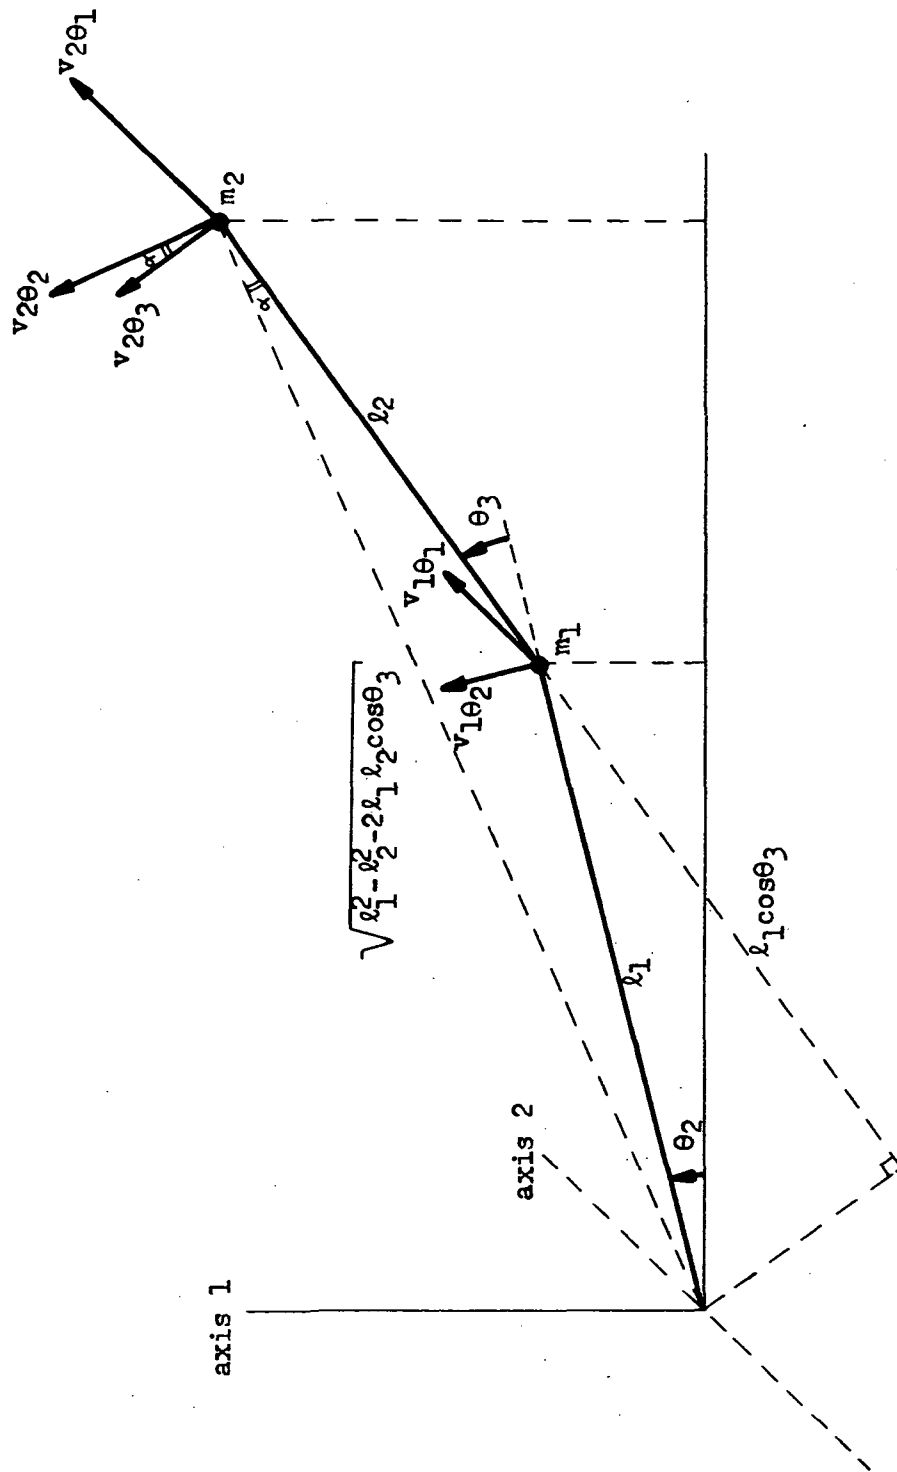 axis 1
axis 2
θ2
ℓ1
ℓ1cosθ3
√ℓ1²-ℓ2²-2ℓ1ℓ2cosθ3
v1θ2
v1θ1
m1
θ3
ℓ2
α
v2θ3
α
v2θ2
m2
v2θ1